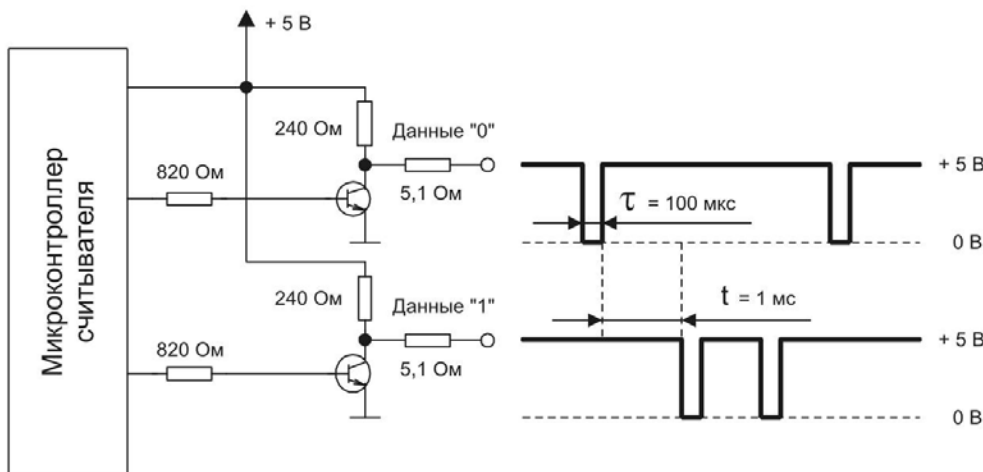 Микроконтроллер
считывателя
+ 5 В
240 Ом
Данные "0"
820 Ом
5,1 Ом
+ 5 В
τ = 100 мкс
0 В
240 Ом
Данные "1"
t = 1 мс
820 Ом
5,1 Ом
+ 5 В
0 В